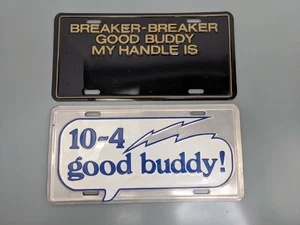 BREAKER-BREAKER
GOOD BUDDY
MY HANDLE IS
10-4
good buddy!